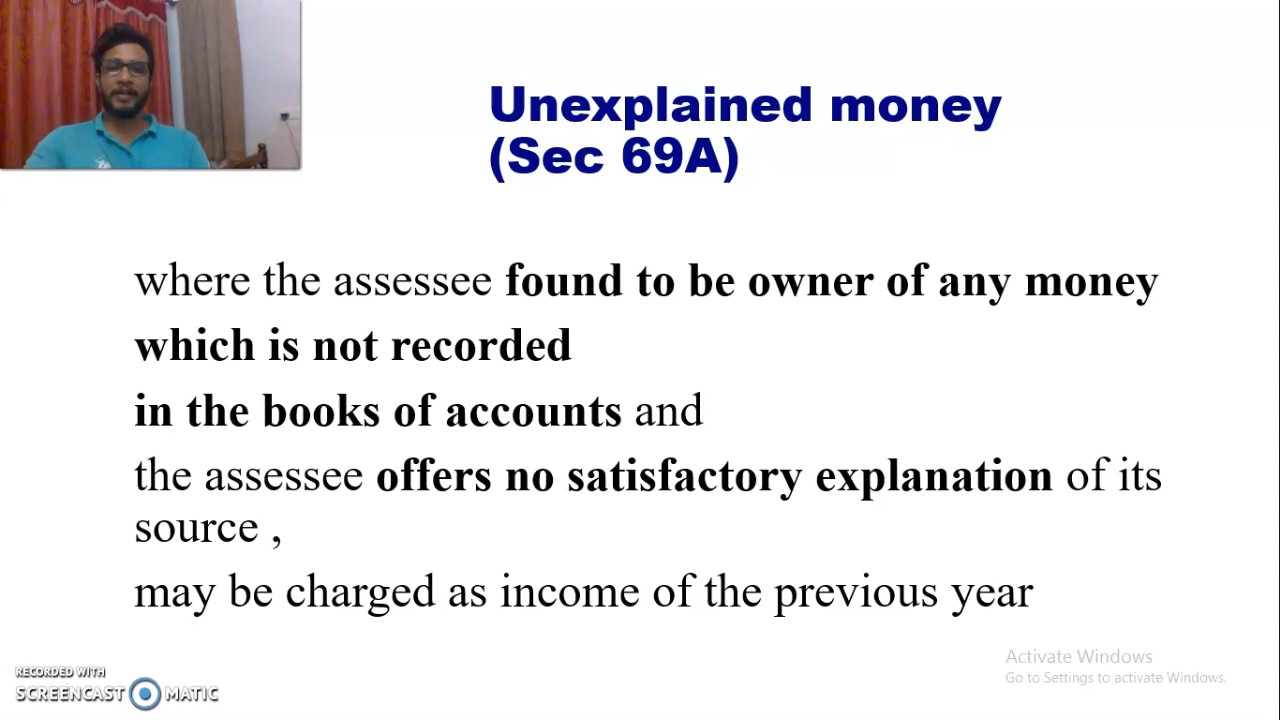 Unexplained money
(Sec 69A)
where the assessee found to be owner of any money
which is not recorded
in the books of accounts and
the assessee offers no satisfactory explanation of its
source ,
may be charged as income of the previous year
Activate Windows
Go to Settings to activate Windows.
RECORDED WITH
SCREENCAST MATIC